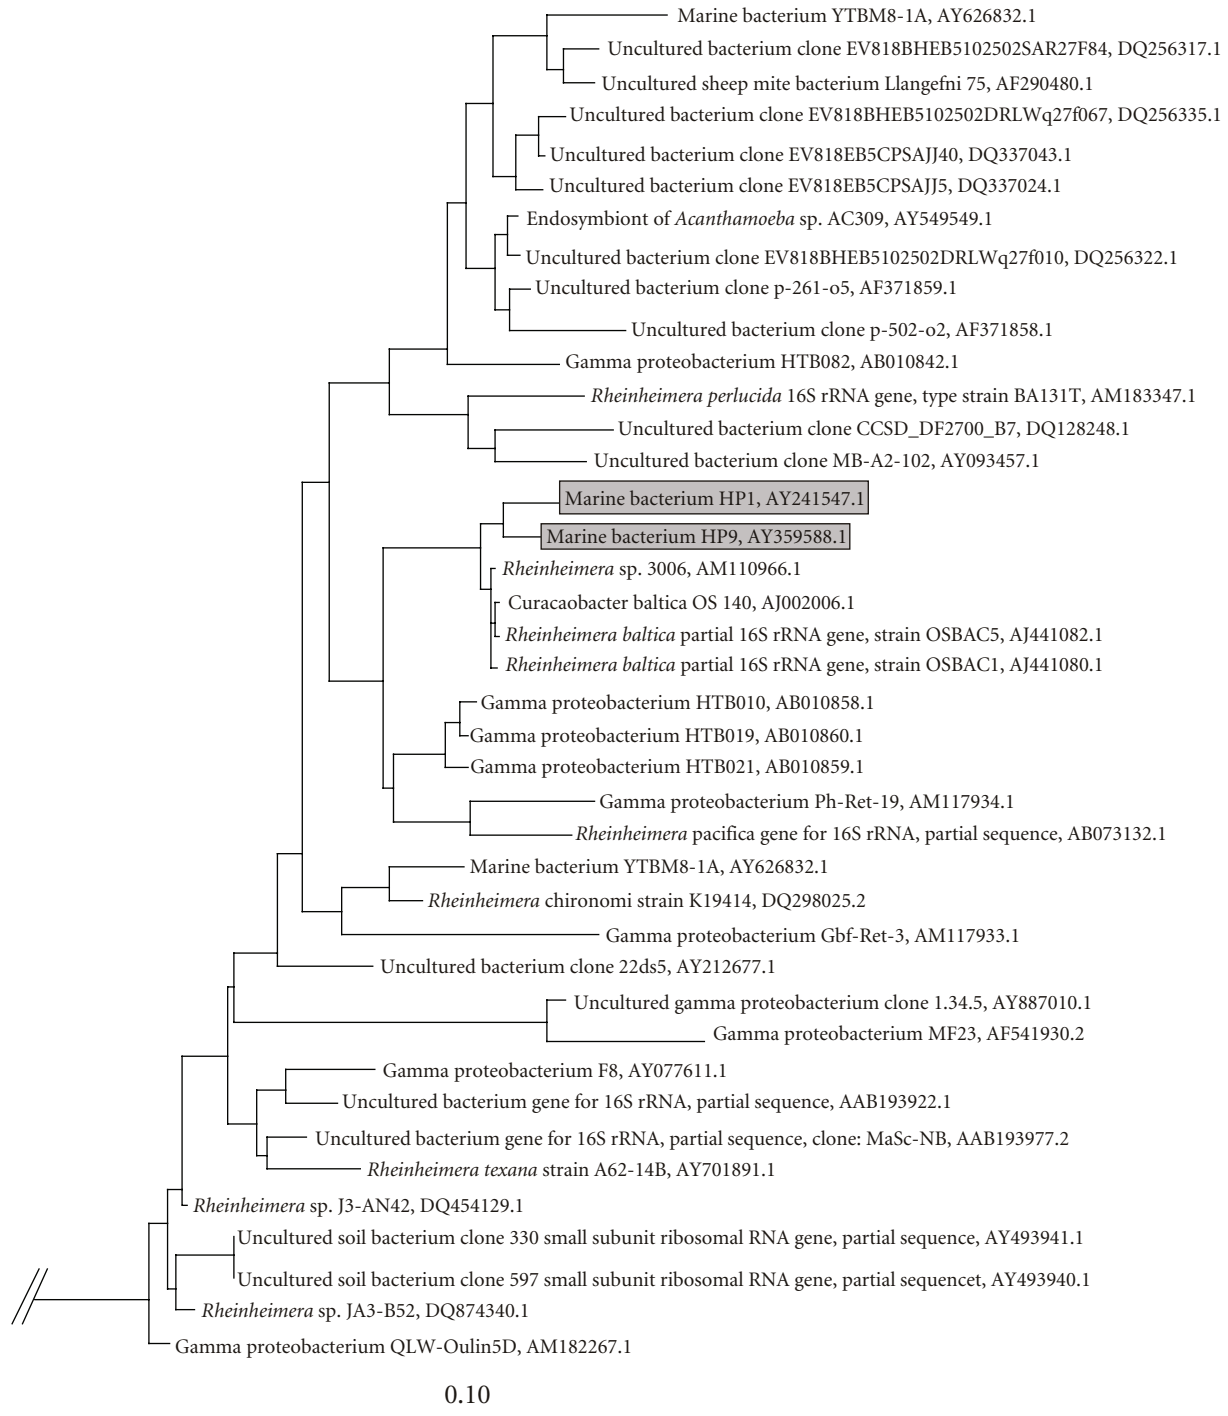 Marine bacterium YTBM8-1A, AY626832.1
Uncultured bacterium clone EV818BHEB5102502SAR27F84, DQ256317.1
Uncultured sheep mite bacterium Llangefni 75, AF290480.1
Uncultured bacterium clone EV818BHEB5102502DRLWq27f067, DQ256335.1
Uncultured bacterium clone EV818EB5CPSAJJ40, DQ337043.1
Uncultured bacterium clone EV818EB5CPSAJJ5, DQ337024.1
Endosymbiont of Acanthamoeba sp. AC309, AY549549.1
Uncultured bacterium clone EV818BHEB5102502DRLWq27f010, DQ256322.1
Uncultured bacterium clone p-261-o5, AF371859.1
Uncultured bacterium clone p-502-o2, AF371858.1
Gamma proteobacterium HTB082, AB010842.1
Rheinheimera perlucida 16S rRNA gene, type strain BA131T, AM183347.1
Uncultured bacterium clone CCSD_DF2700_B7, DQ128248.1
Uncultured bacterium clone MB-A2-102, AY093457.1
Marine bacterium HP1, AY241547.1
Marine bacterium HP9, AY359588.1
Rheinheimera sp. 3006, AM110966.1
Curacaobacter baltica OS 140, AJ002006.1
Rheinheimera baltica partial 16S rRNA gene, strain OSBAC5, AJ441082.1
Rheinheimera baltica partial 16S rRNA gene, strain OSBAC1, AJ441080.1
Gamma proteobacterium HTB010, AB010858.1
Gamma proteobacterium HTB019, AB010860.1
Gamma proteobacterium HTB021, AB010859.1
Gamma proteobacterium Ph-Ret-19, AM117934.1
Rheinheimera pacifica gene for 16S rRNA, partial sequence, AB073132.1
Marine bacterium YTBM8-1A, AY626832.1
Rheinheimera chironomi strain K19414, DQ298025.2
Gamma proteobacterium Gbf-Ret-3, AM117933.1
Uncultured bacterium clone 22ds5, AY212677.1
Uncultured gamma proteobacterium clone 1.34.5, AY887010.1
Gamma proteobacterium MF23, AF541930.2
Gamma proteobacterium F8, AY077611.1
Uncultured bacterium gene for 16S rRNA, partial sequence, AAB193922.1
Uncultured bacterium gene for 16S rRNA, partial sequence, clone: MaSc-NB, AAB193977.2
Rheinheimera texana strain A62-14B, AY701891.1
Rheinheimera sp. J3-AN42, DQ454129.1
Uncultured soil bacterium clone 330 small subunit ribosomal RNA gene, partial sequence, AY493941.1
Uncultured soil bacterium clone 597 small subunit ribosomal RNA gene, partial sequencet, AY493940.1
Rheinheimera sp. JA3-B52, DQ874340.1
Gamma proteobacterium QLW-Oulin5D, AM182267.1
0.10